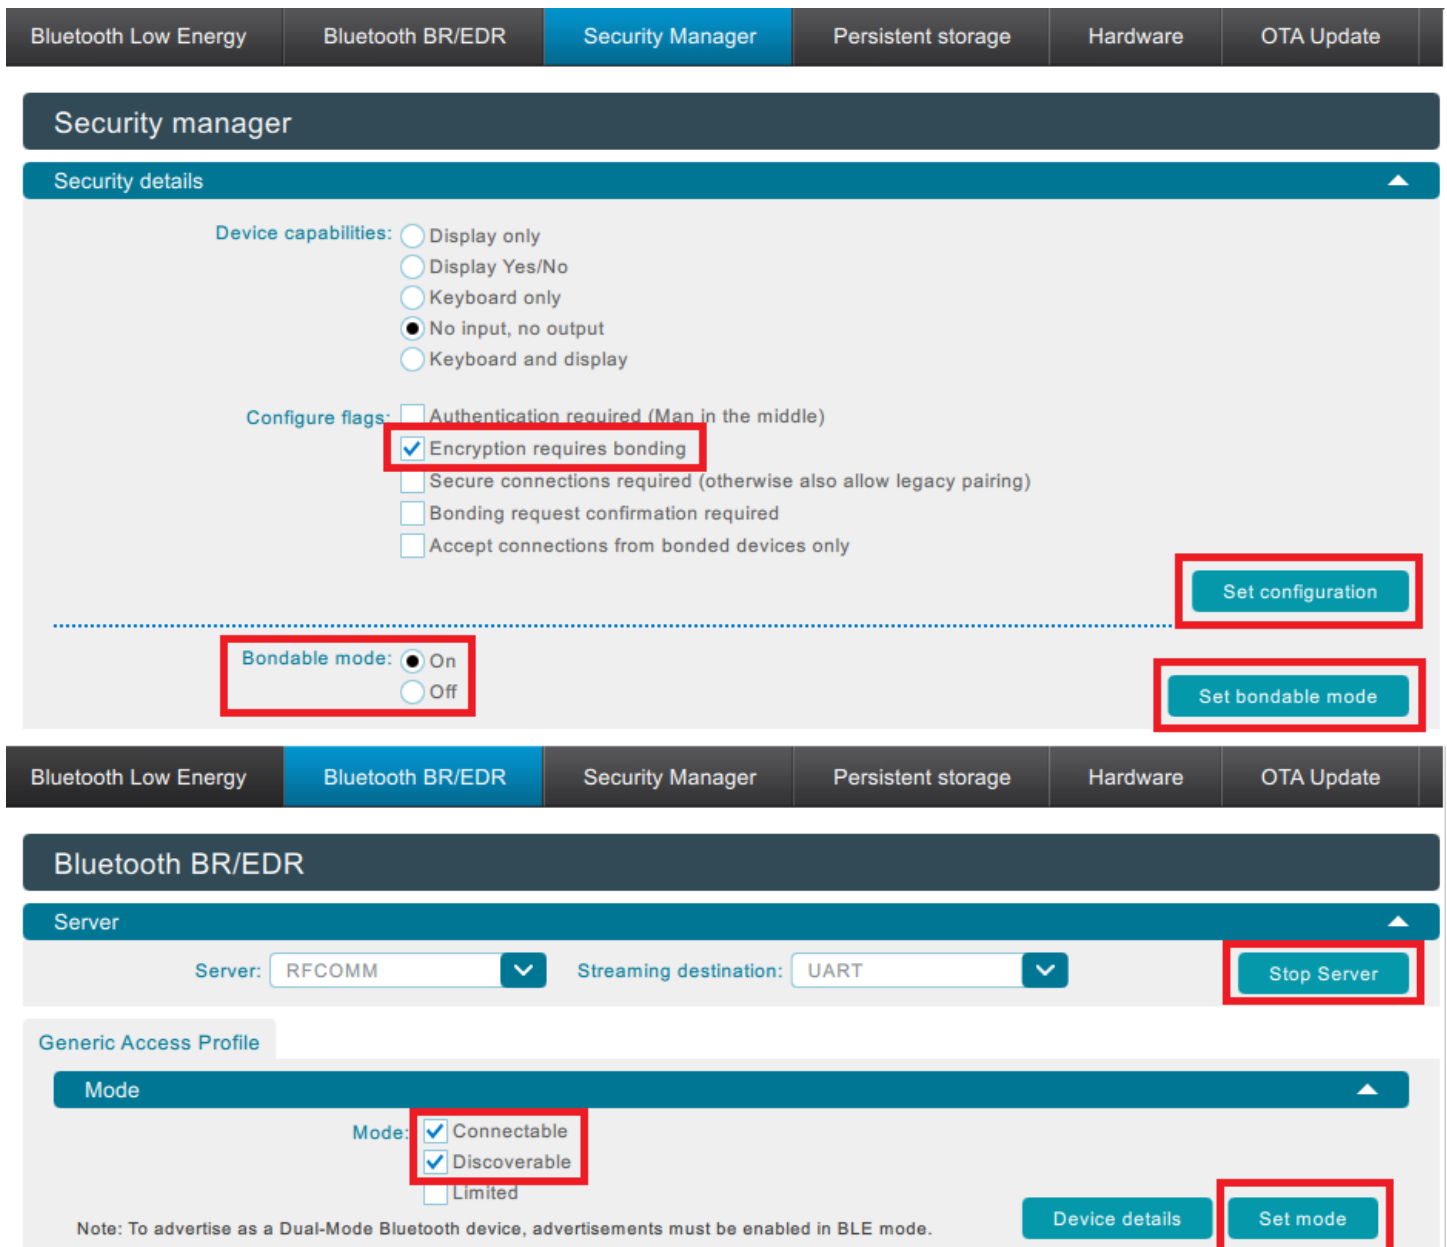 Bluetooth Low Energy Bluetooth BR/EDR Security Manager Persistent storage Hardware OTA Update
Security manager
Security details
Device capabilities: Display only
Display Yes/No
Keyboard only
No input, no output
Keyboard and display
Configure flags: Authentication required (Man in the middle)
Encryption requires bonding
Secure connections required (otherwise also allow legacy pairing)
Bonding request confirmation required
Accept connections from bonded devices only
Set configuration
Bondable mode: On
Off
Set bondable mode
Bluetooth Low Energy Bluetooth BR/EDR Security Manager Persistent storage Hardware OTA Update
Bluetooth BR/EDR
Server
Server: RFCOMM Streaming destination: UART Stop Server
Generic Access Profile
Mode
Mode: Connectable
Discoverable
Limited
Device details Set mode
Note: To advertise as a Dual-Mode Bluetooth device, advertisements must be enabled in BLE mode.